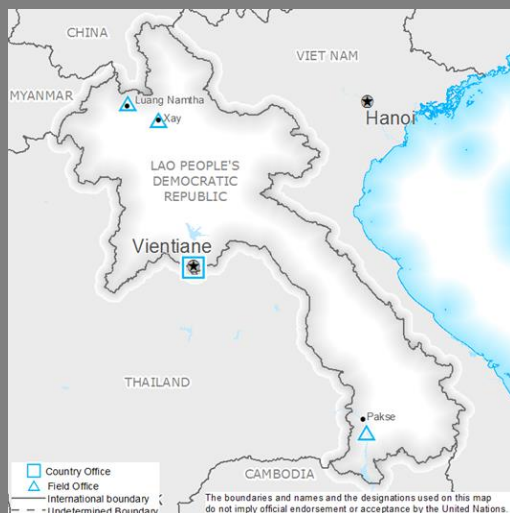 CHINA
VIET NAM
MYANMAR
Luang Namtha
Xay
Hanoi
LAO PEOPLE'S
DEMOCRATIC
REPUBLIC
Vientiane
THAILAND
Pakse
CAMBODIA
Country Office
Field Office
International boundary
Undetermined Boundary
The boundaries and names and the designations used on this map
do not imply official endorsement or acceptance by the United Nations.